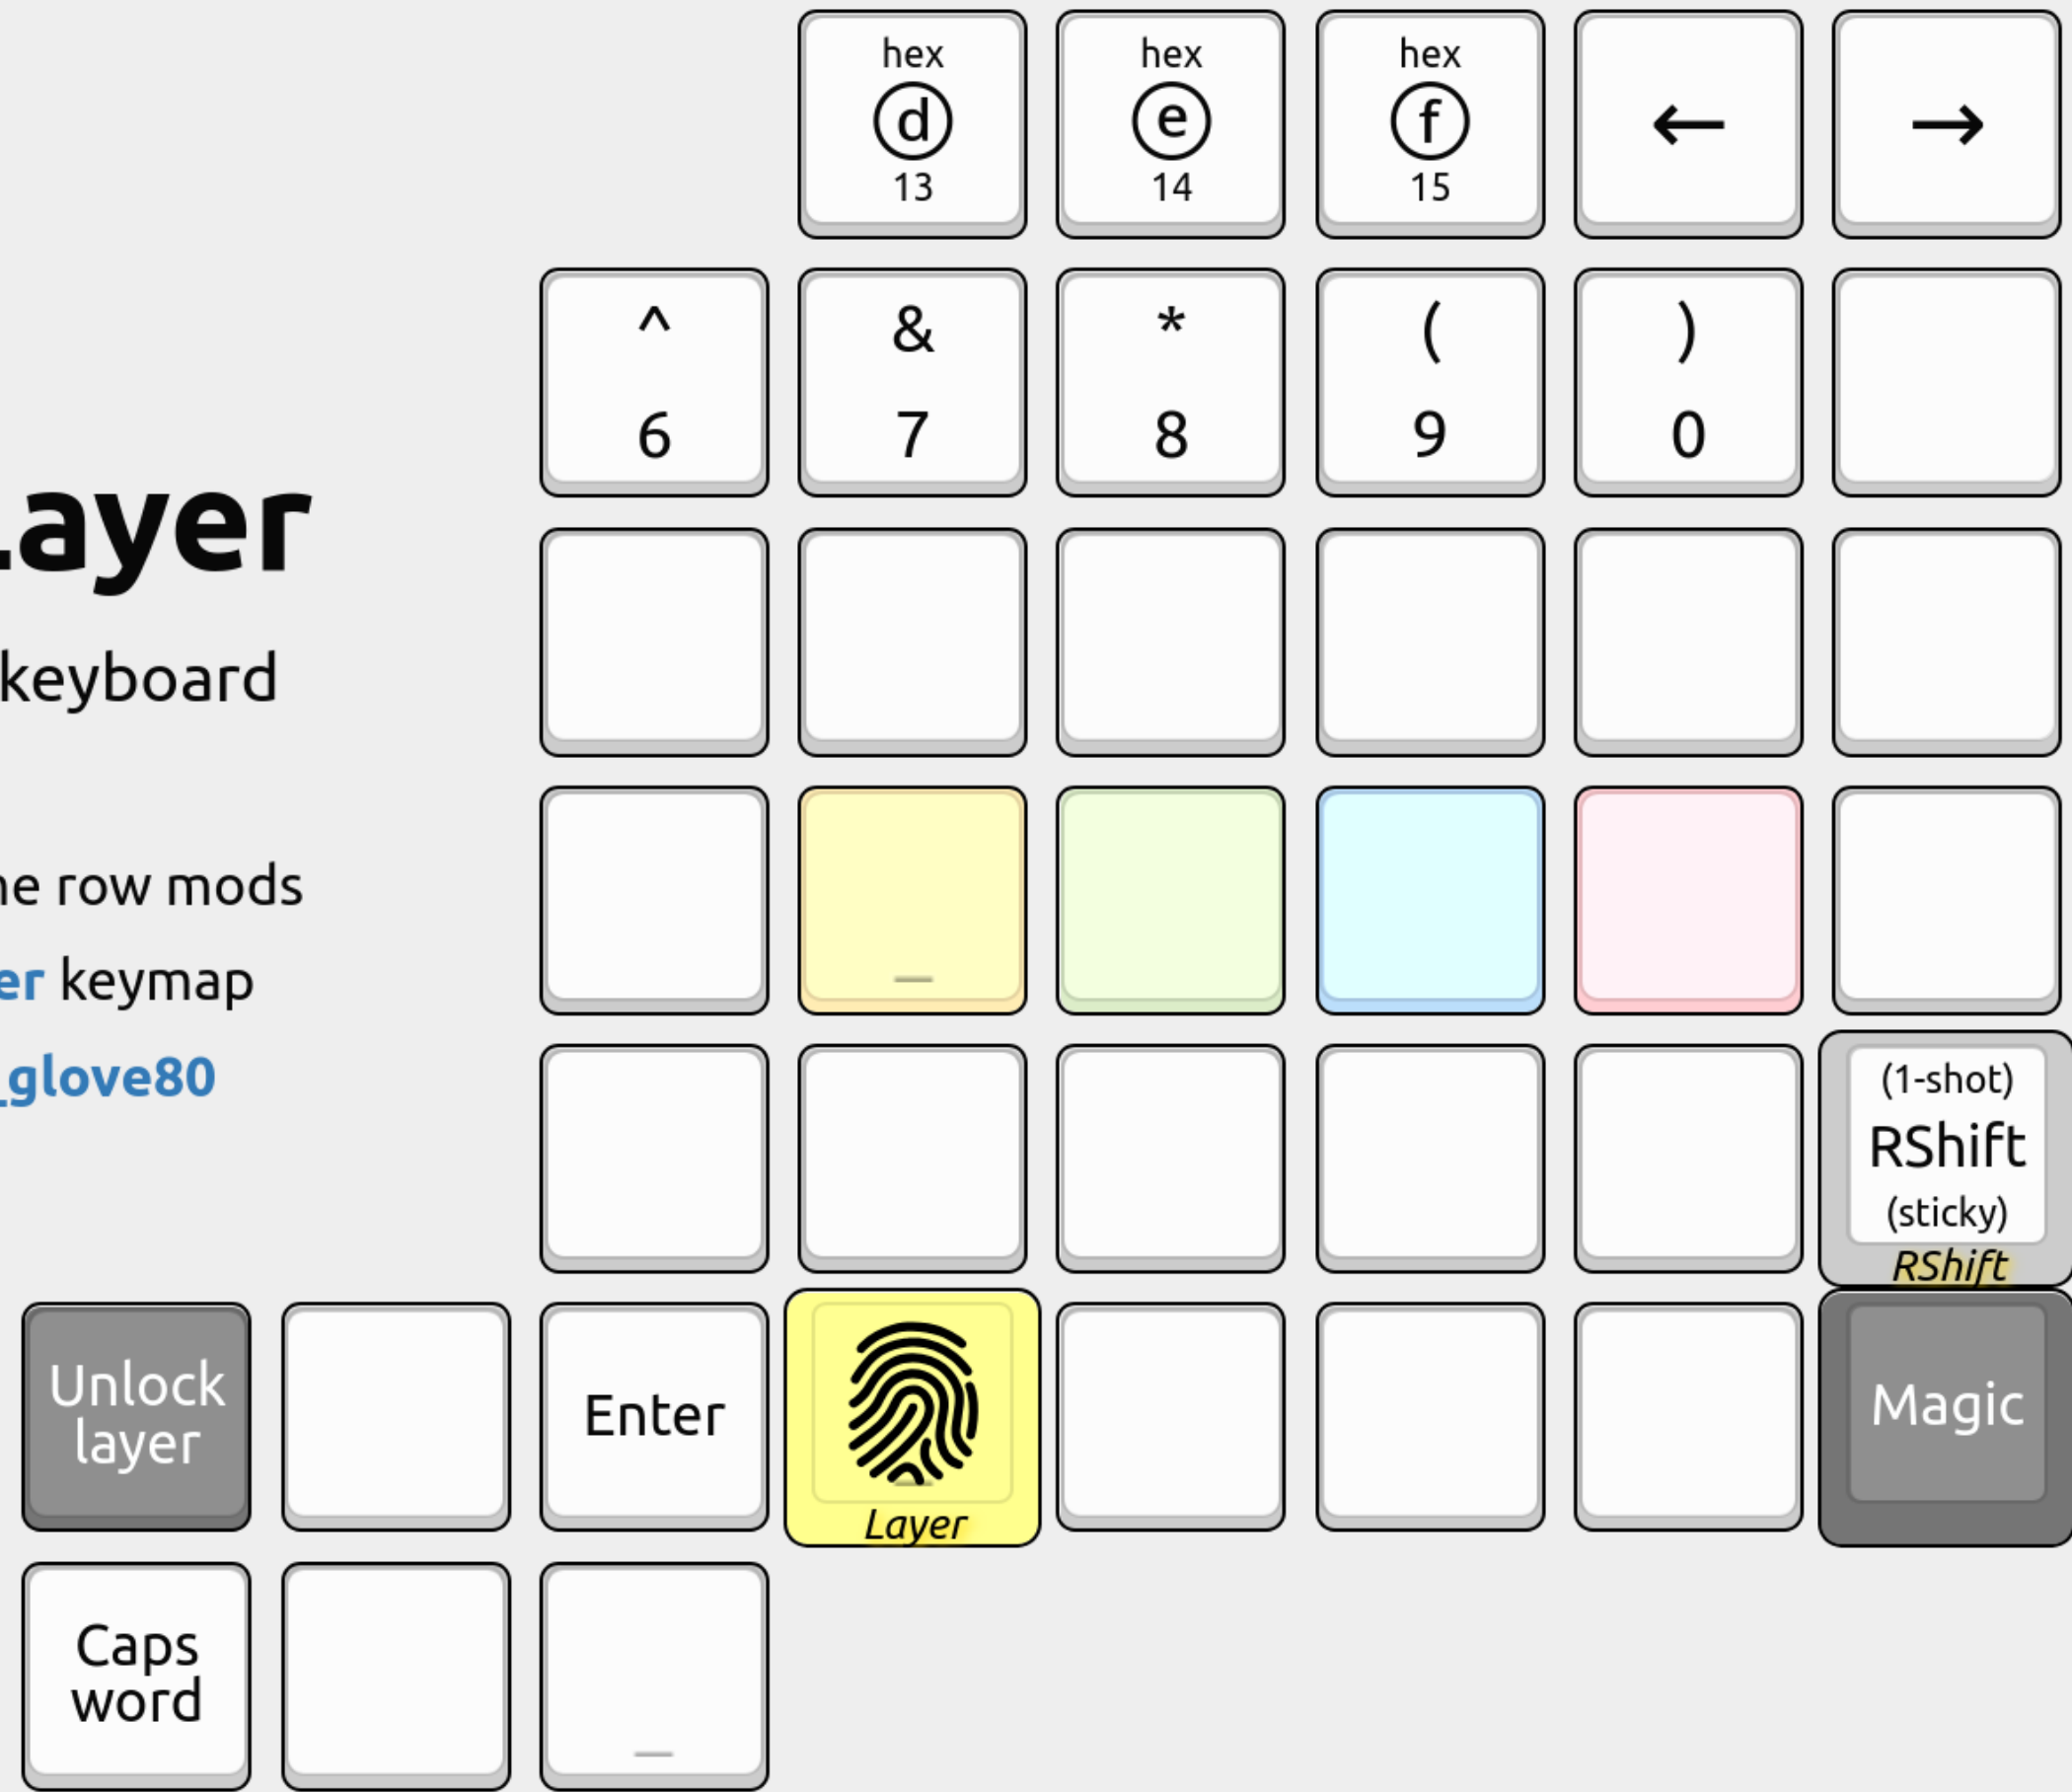 hex
d
13
hex
e
14
hex
f
15
←
→
^
6
&
7
*
8
(
9
)
0
ayer
keyboard
e row mods
er keymap
_glove80
_
(1-shot)
RShift
(sticky)
RShift
Unlock
layer
Enter
Layer
Magic
Caps
word
_